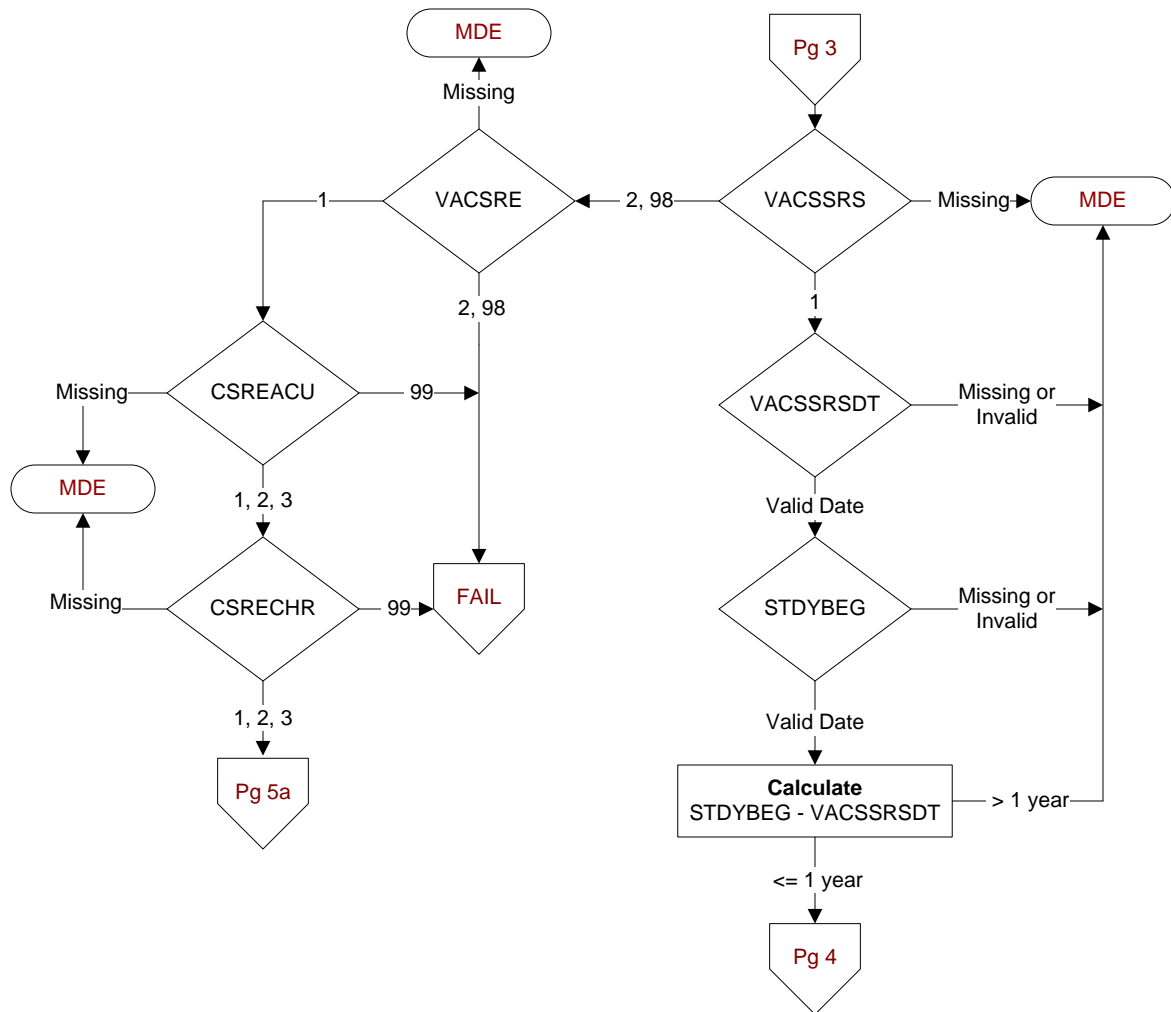 MDE
Pg 3
Missing
VACSRE
VACSSRS
1
2, 98
Missing
MDE
2, 98
1
CSREACU
Missing
99
VACSSRSDT
Missing or
Invalid
MDE
1, 2, 3
Valid Date
CSRECHR
Missing
99
FAIL
STDYBEG
Missing or
Invalid
1, 2, 3
Valid Date
Pg 5a
Calculate
STDYBEG - VACSSRSDT
> 1 year
<= 1 year
Pg 4